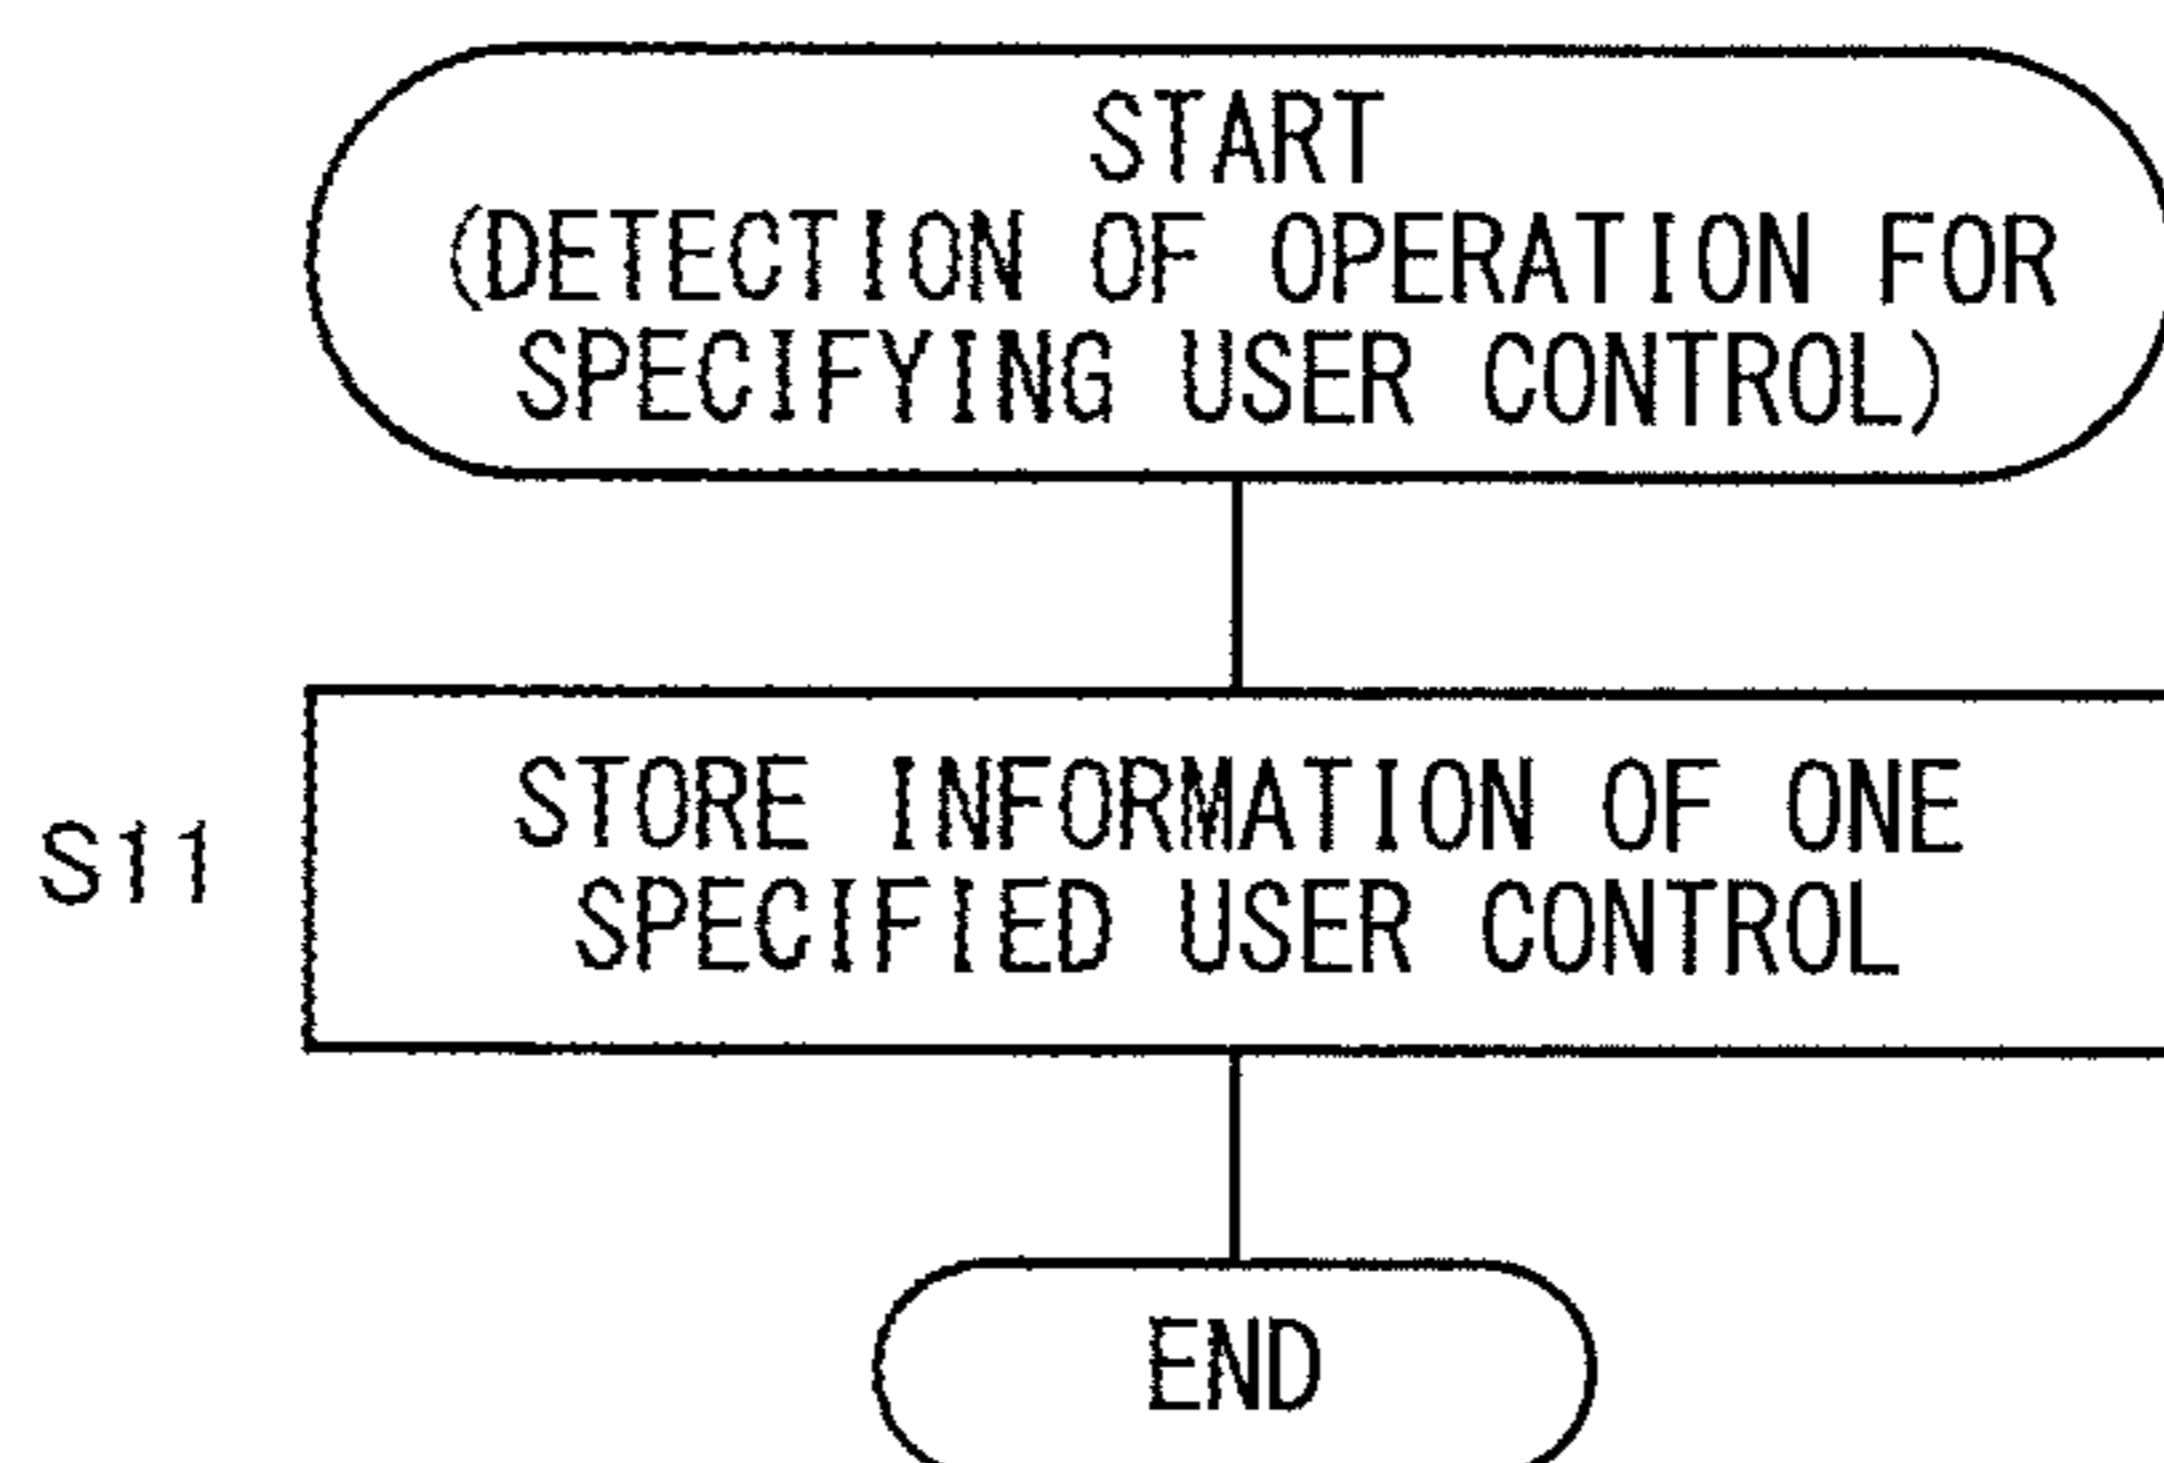 START
(DETECTION OF OPERATION FOR
SPECIFYING USER CONTROL)
S11
STORE INFORMATION OF ONE
SPECIFIED USER CONTROL
END